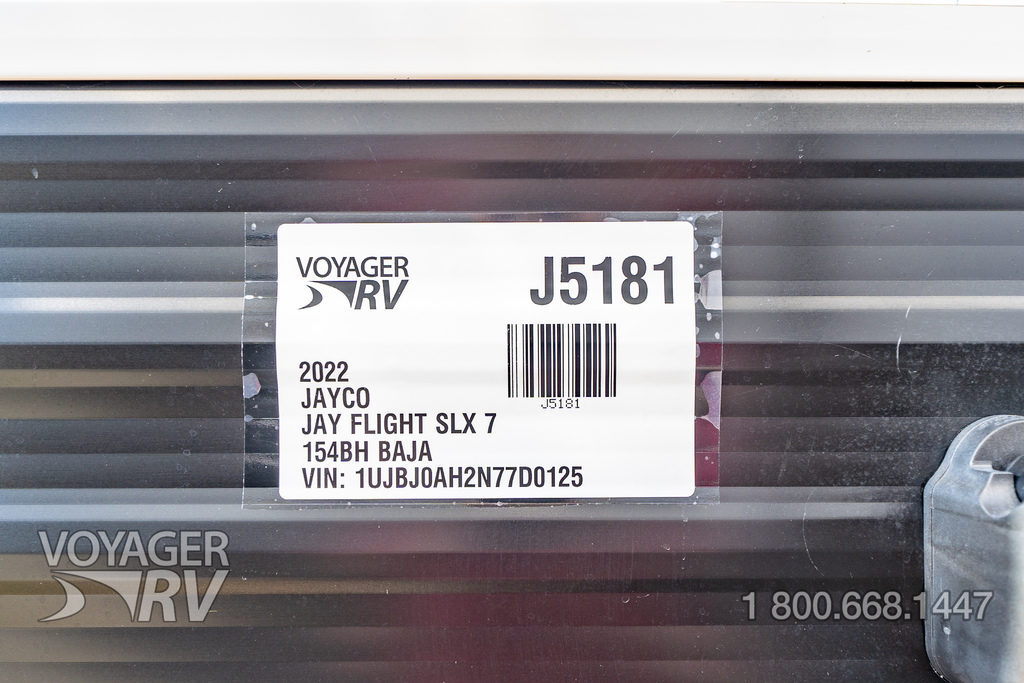 VOYAGER
RV
J5181
J5181
2022
JAYCO
JAY FLIGHT SLX 7
154BH BAJA
VIN: 1UJBJ0AH2N77D0125
VOYAGER
RV
1 800.668.1447